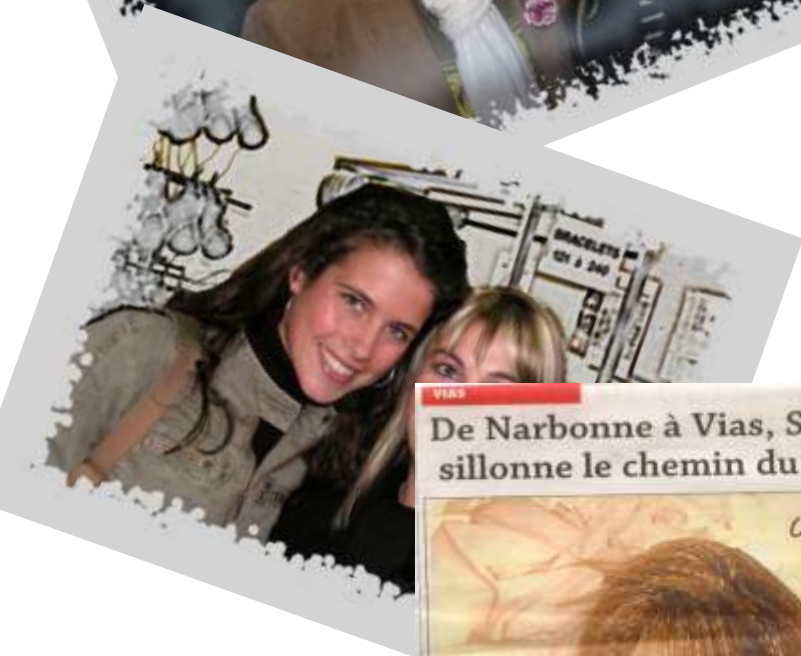 BRACELETS
121 à 240
VIAS
De Narbonne à Vias, S
sillonne le chemin du